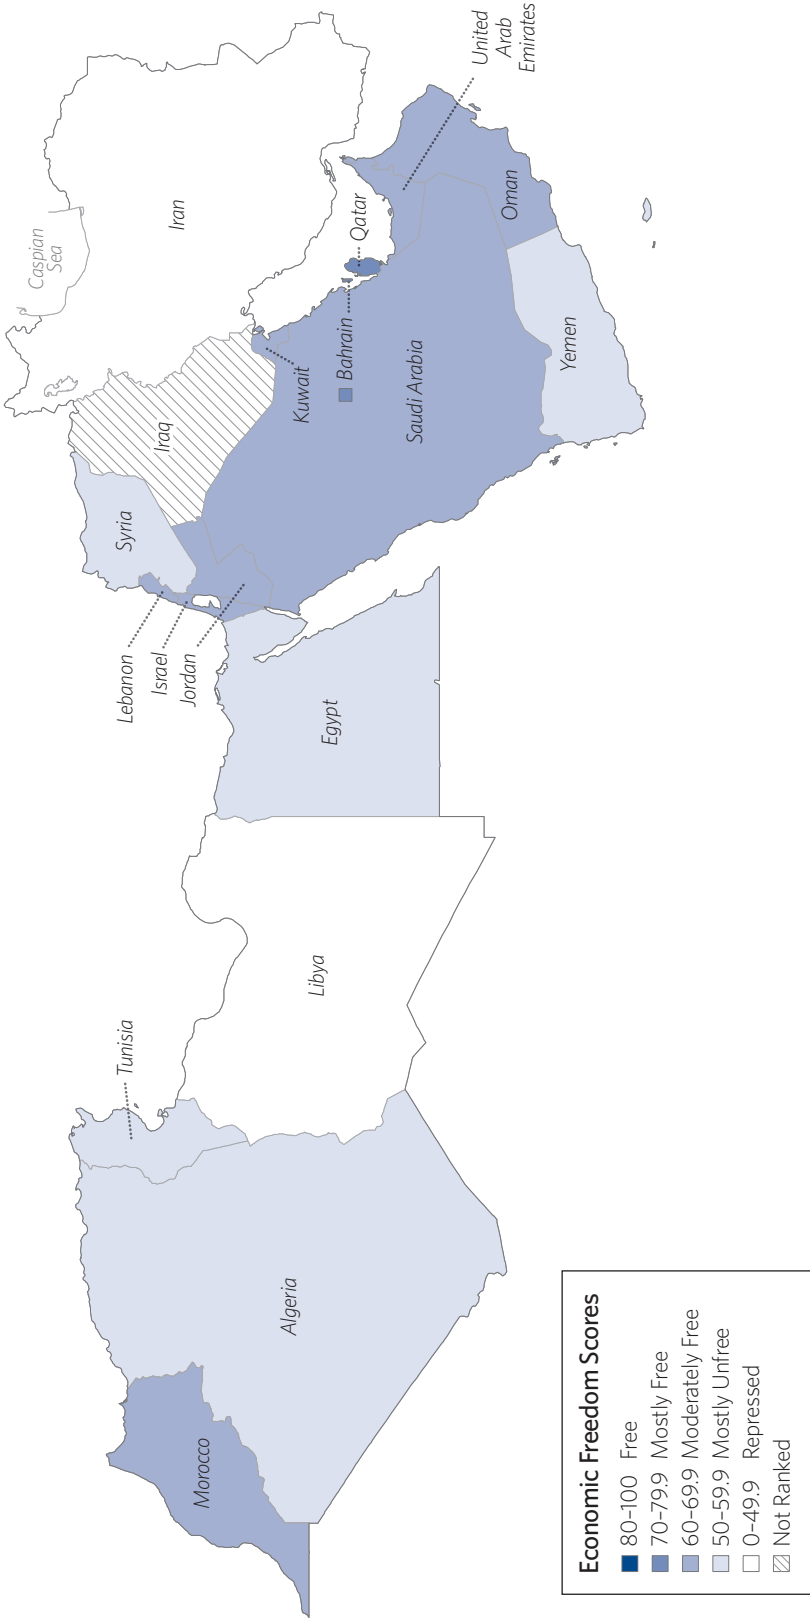 Caspian
Sea
Iran
Iraq
Syria
Lebanon
Israel
Jordan
Kuwait
Bahrain
Qatar
United
Arab
Emirates
Saudi Arabia
Oman
Yemen
Egypt
Libya
Tunisia
Algeria
Morocco
Economic Freedom Scores
80–100 Free
70–79.9 Mostly Free
60–69.9 Moderately Free
50–59.9 Mostly Unfree
0–49.9 Repressed
Not Ranked